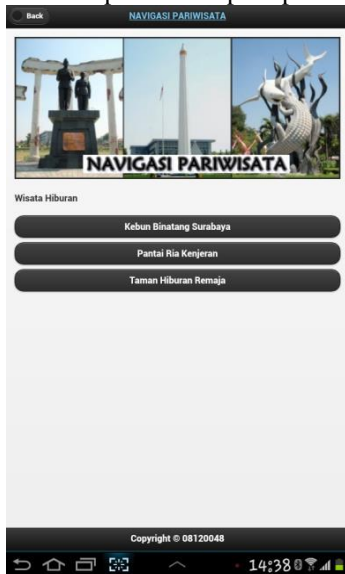 Back
NAVIGASI PARIWISATA
NAVIGASI PARIWISATA
Wisata Hiburan
Kebun Binatang Surabaya
Pantai Ria Kenjeran
Taman Hiburan Remaja
Copyright © 08120048
14:38